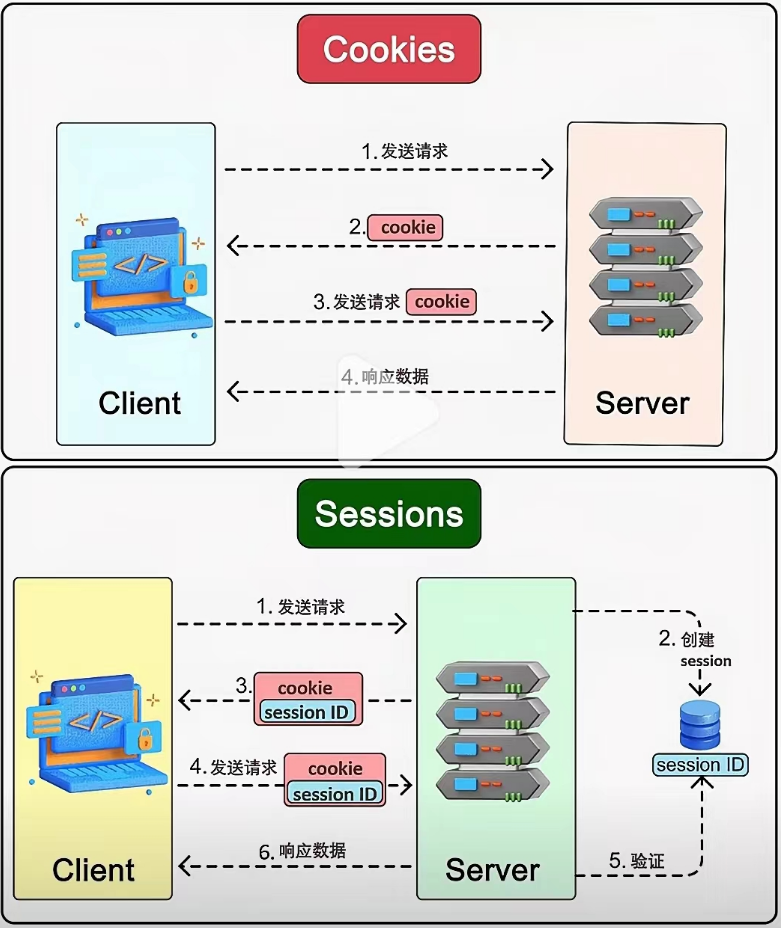 Cookies
1. 发送请求
2. cookie
3. 发送请求 cookie
4. 响应数据
Client
Server
Sessions
1. 发送请求
2. 创建
session
3. cookie
session ID
4. 发送请求 cookie
session ID
session ID
5. 验证
6. 响应数据
Client
Server